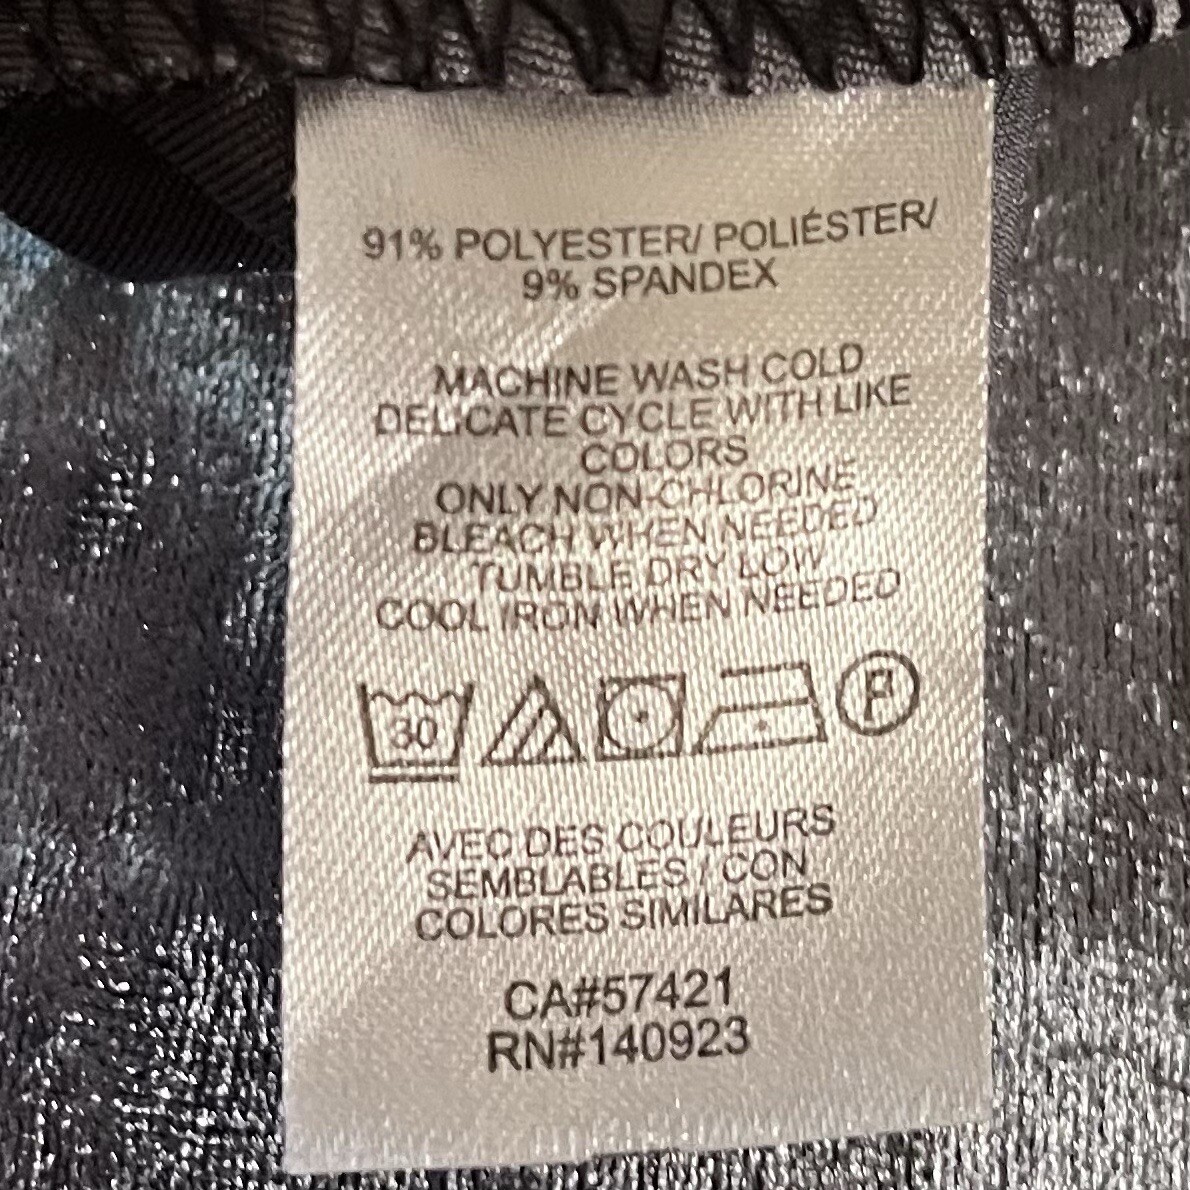 91% POLYESTER/ POLIÉSTER/
9% SPANDEX
MACHINE WASH COLD
DELICATE CYCLE WITH LIKE
COLORS
ONLY NON-CHLORINE
BLEACH WHEN NEEDED
TUMBLE DRY LOW
COOL IRON WHEN NEEDED
30 P
AVEC DES COULEURS
SEMBLABLES / CON
COLORES SIMILARES
CA#57421
RN#140923